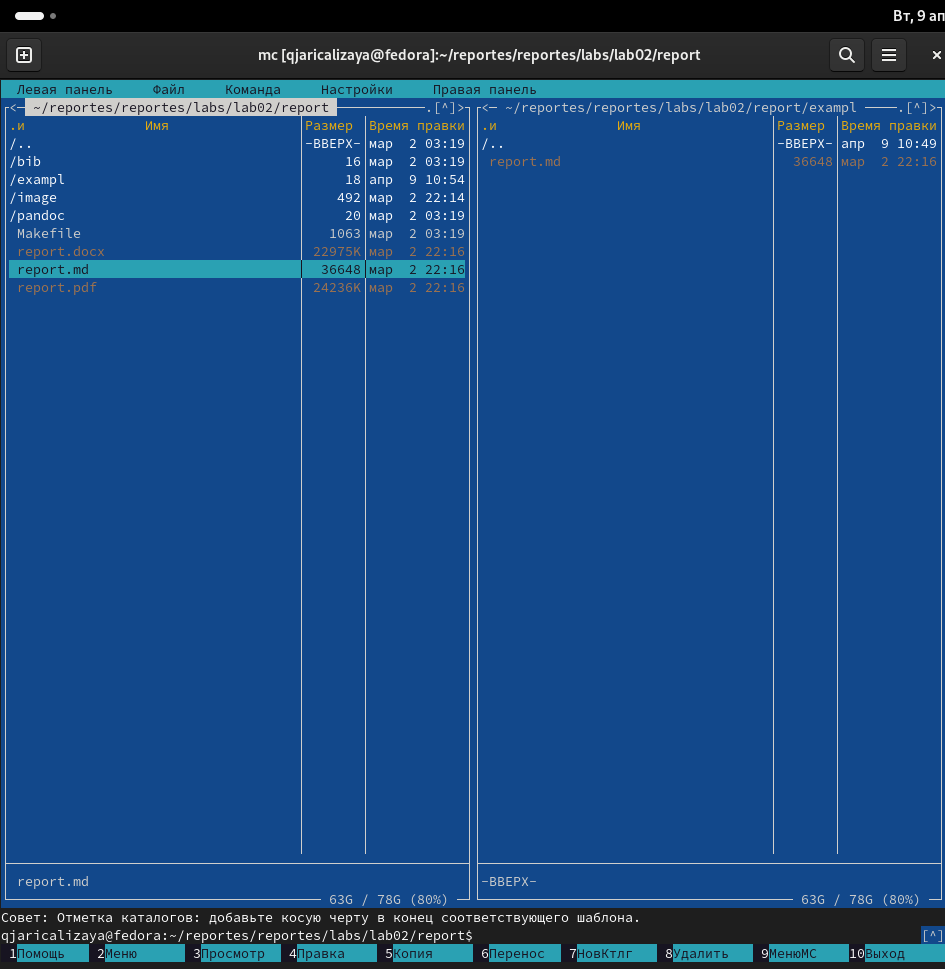 Вт, 9 ап
mc [qjaricalizaya@fedora]:~/reportes/reportes/labs/lab02/report
Левая панель Файл Команда Настройки Правая панель
<─ ~/reportes/reportes/labs/lab02/report ─.[^]> <─ ~/reportes/reportes/labs/lab02/report/exampl ─.[^]>
.и Имя Размер Время правки .и Имя Размер Время правки
/.. -ВВЕРХ- мар 2 03:19 /.. -ВВЕРХ- апр 9 10:49
/bib 16 мар 2 03:19 report.md 36648 мар 2 22:16
/exampl 18 апр 9 10:54
/image 492 мар 2 22:14
/pandoc 20 мар 2 03:19
Makefile 1063 мар 2 03:19
report.docx 22975K мар 2 22:16
report.md 36648 мар 2 22:16
report.pdf 24236K мар 2 22:16
report.md -ВВЕРХ-
63G / 78G (80%) 63G / 78G (80%)
Совет: Отметка каталогов: добавьте косую черту в конец соответствующего шаблона.
qjaricalizaya@fedora:~/reportes/reportes/labs/lab02/report$ [^]
1Помощь 2Меню 3Просмотр 4Правка 5Копия 6Перенос 7НовКтлг 8Удалить 9МенюMC 10Выход